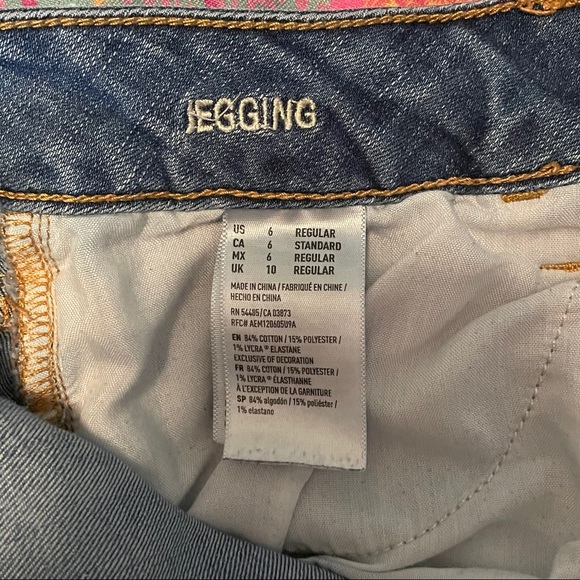 JEGGING
US 6 REGULAR
CA 6 STANDARD
MX 6 REGULAR
UK 10 REGULAR
MADE IN CHINA / FABRIQUÉ EN CHINE /
HECHO EN CHINA
RN 54485/CA 03873
RFC# AEM120605U9A
EN 84% COTTON / 15% POLYESTER /
1% LYCRA® ELASTANE
EXCLUSIVE OF DECORATION
FR 84% COTON / 15% POLYESTER /
1% LYCRA® ÉLASTHANNE
À L'EXCEPTION DE LA GARNITURE
SP 84% algodón / 15% poliéster /
1% elastano